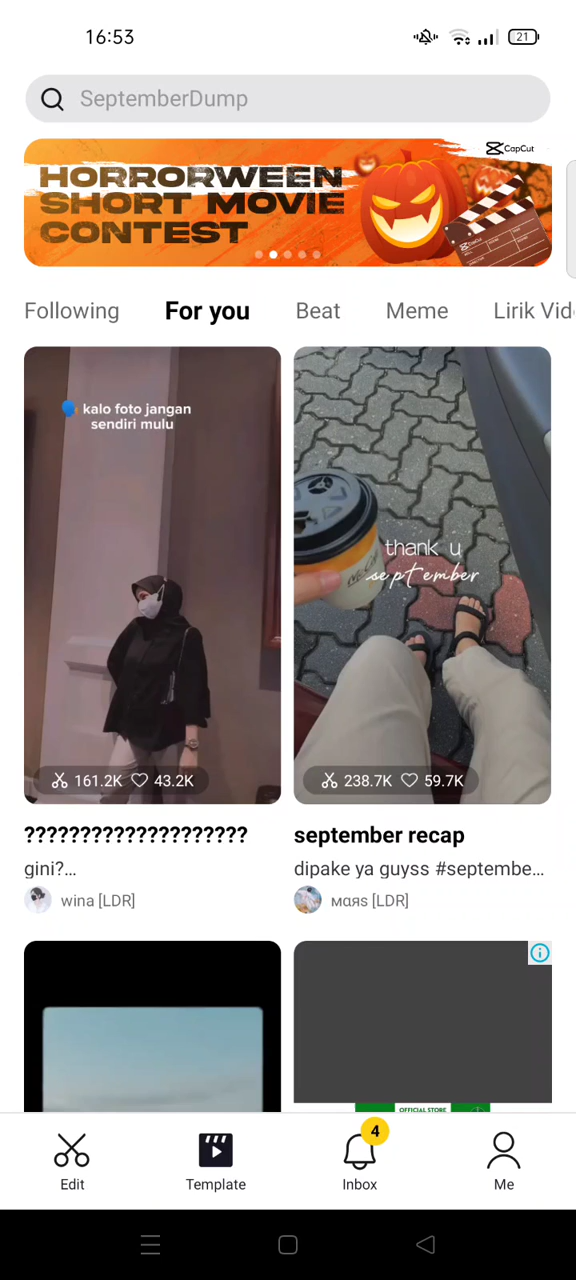 16:53
21
SeptemberDump
CapCut
HORRORWEEN
SHORT MOVIE
CONTEST
CapCut
Following For you Beat Meme Lirik Vid
kalo foto jangan
sendiri mulu
thank u
september
161.2K 43.2K
238.7K 59.7K
????????????????????
september recap
gini?...
dipake ya guyss #septembe...
wina [LDR]
мαяs [LDR]
OFFICIAL STORE
4
Edit Template Inbox Me